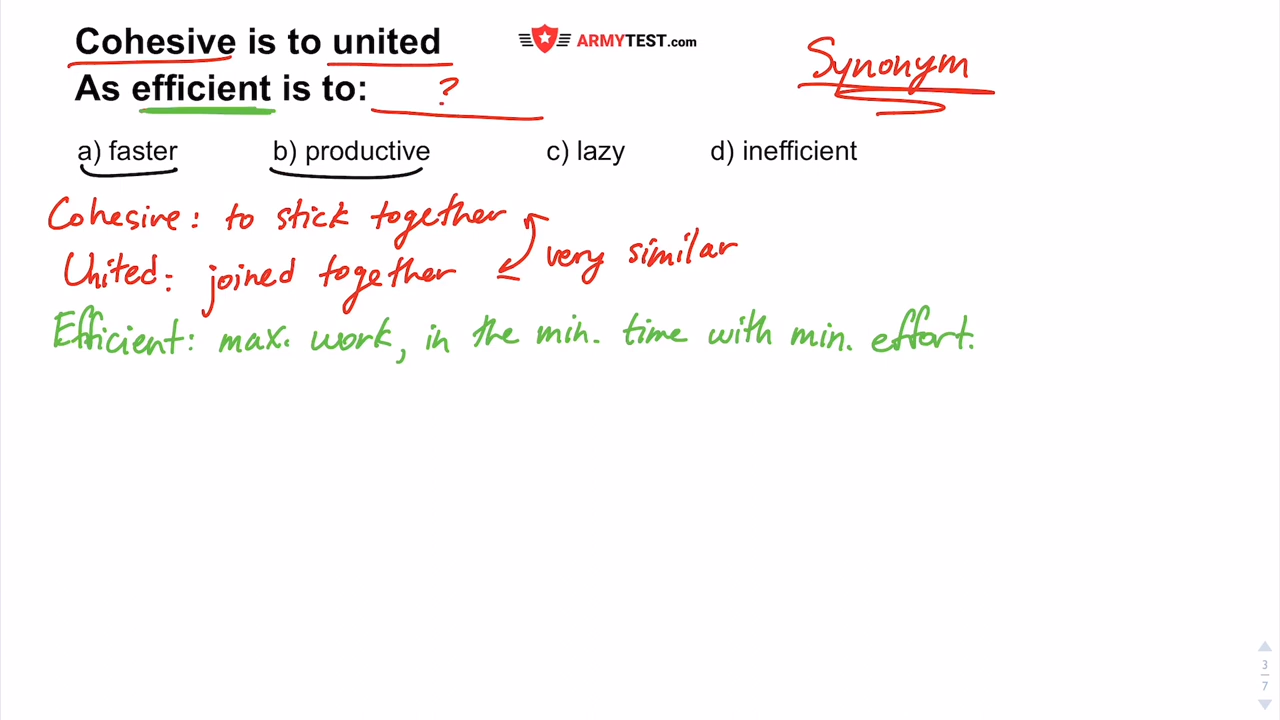 Cohesive is to united
ARMYTEST.com
Synonym
As efficient is to: ?
a) faster b) productive c) lazy d) inefficient
Cohesive: to stick together
very similar
United: joined together
Efficient: max. work, in the min. time with min. effort.
3
7